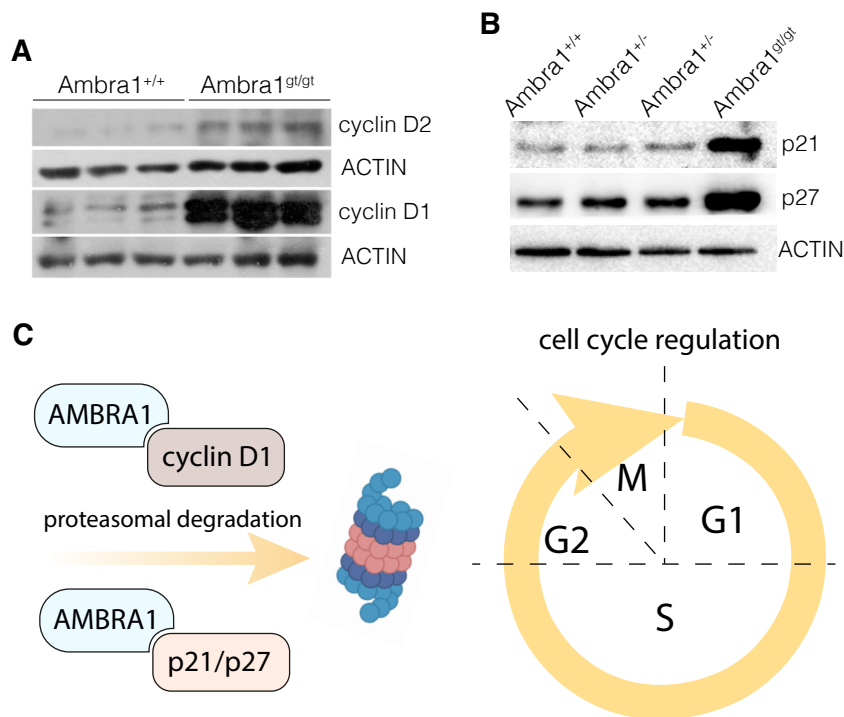 A
Ambra1+/+ Ambra1gt/gt
cyclin D2
ACTIN
cyclin D1
ACTIN
B
Ambra1+/+ Ambra1+/- Ambra1+/- Ambra1gt/gt
p21
p27
ACTIN
C
AMBRA1
cyclin D1
proteasomal degradation
AMBRA1
p21/p27
cell cycle regulation
M
G2 G1
S